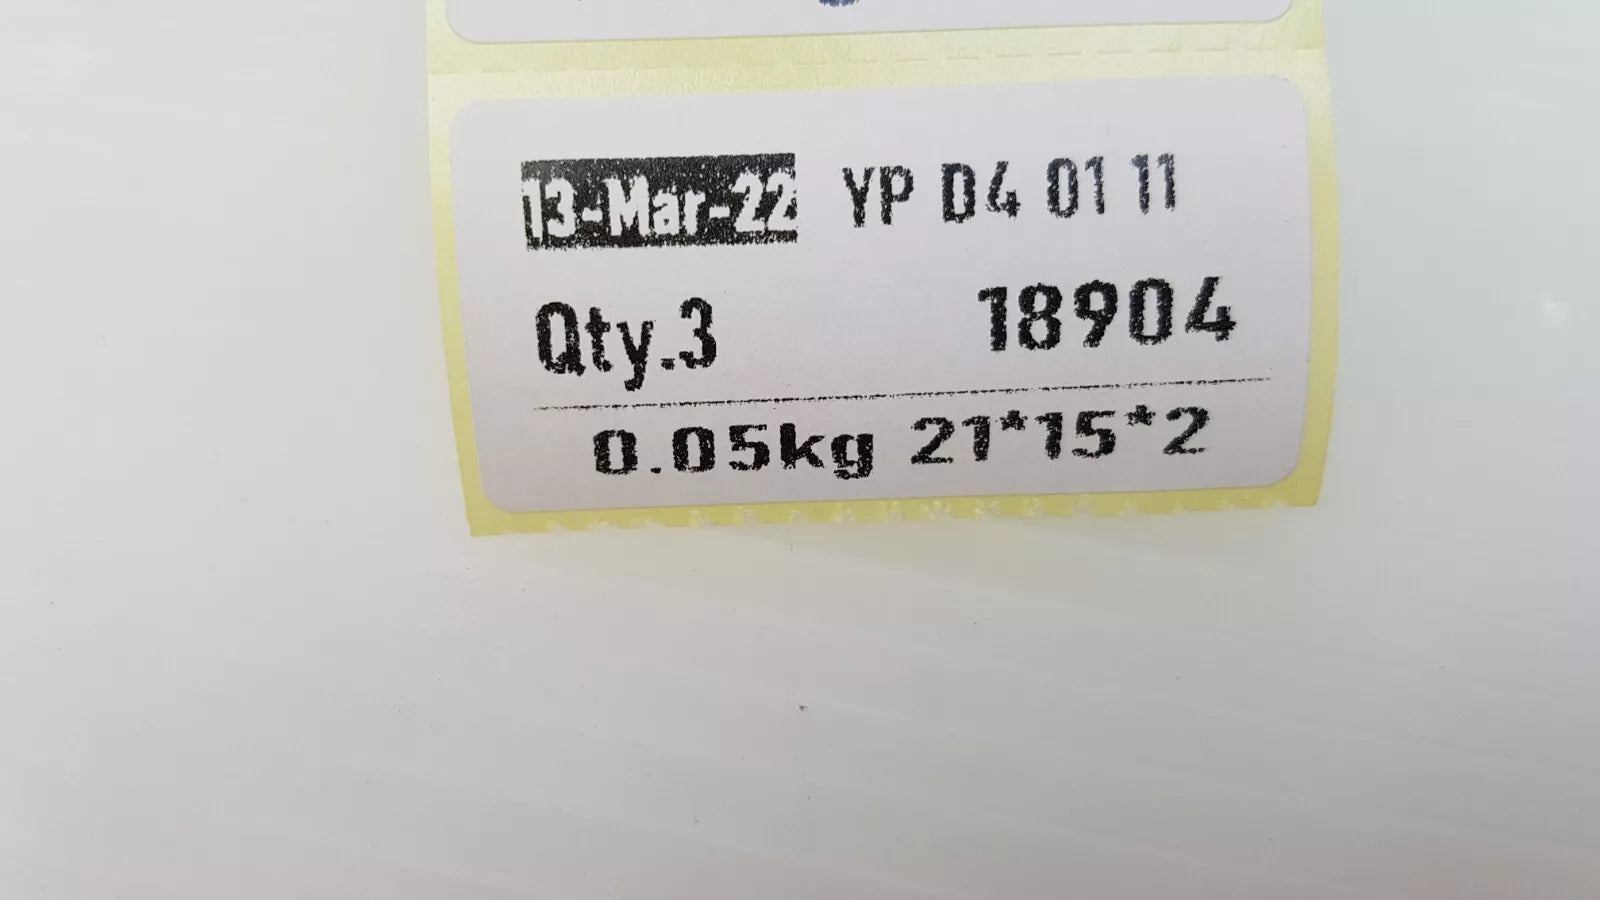 13-Mar-22 YP D4 01 11
Qty.3 18904
0.05kg 21*15*2